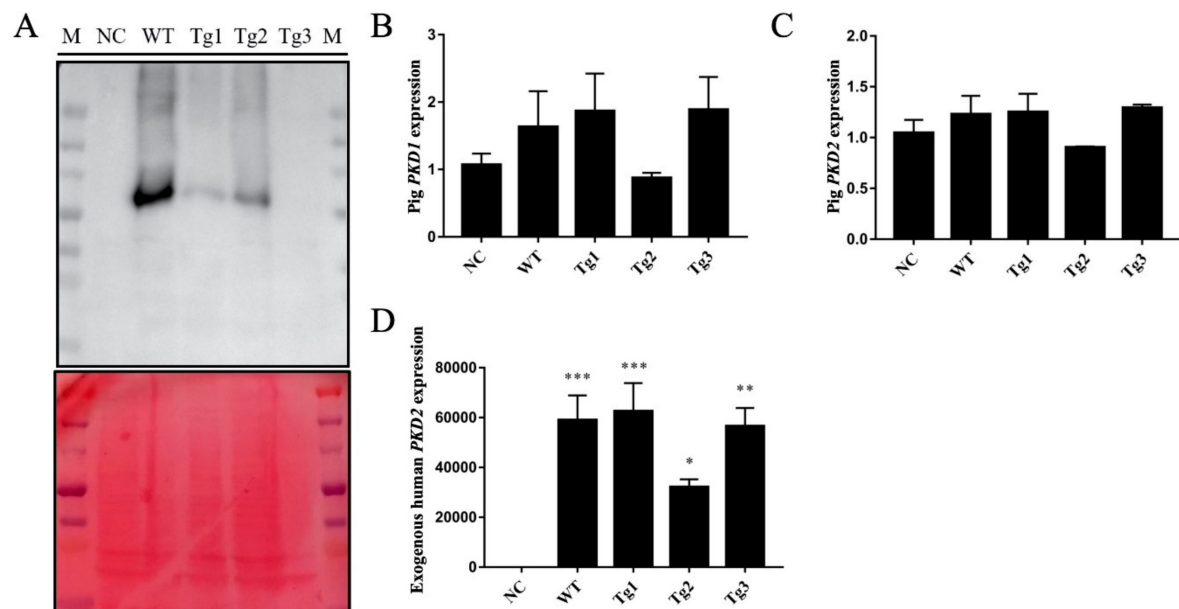 A
M NC WT Tg1 Tg2 Tg3 M
B
Pig PKD1 expression
3
2
1
0
NC WT Tg1 Tg2 Tg3
C
Pig PKD2 expression
2.0
1.5
1.0
0.5
0.0
NC WT Tg1 Tg2 Tg3
D
Exogenous human PKD2 expression
80000
60000
40000
20000
0
*** *** * **
NC WT Tg1 Tg2 Tg3